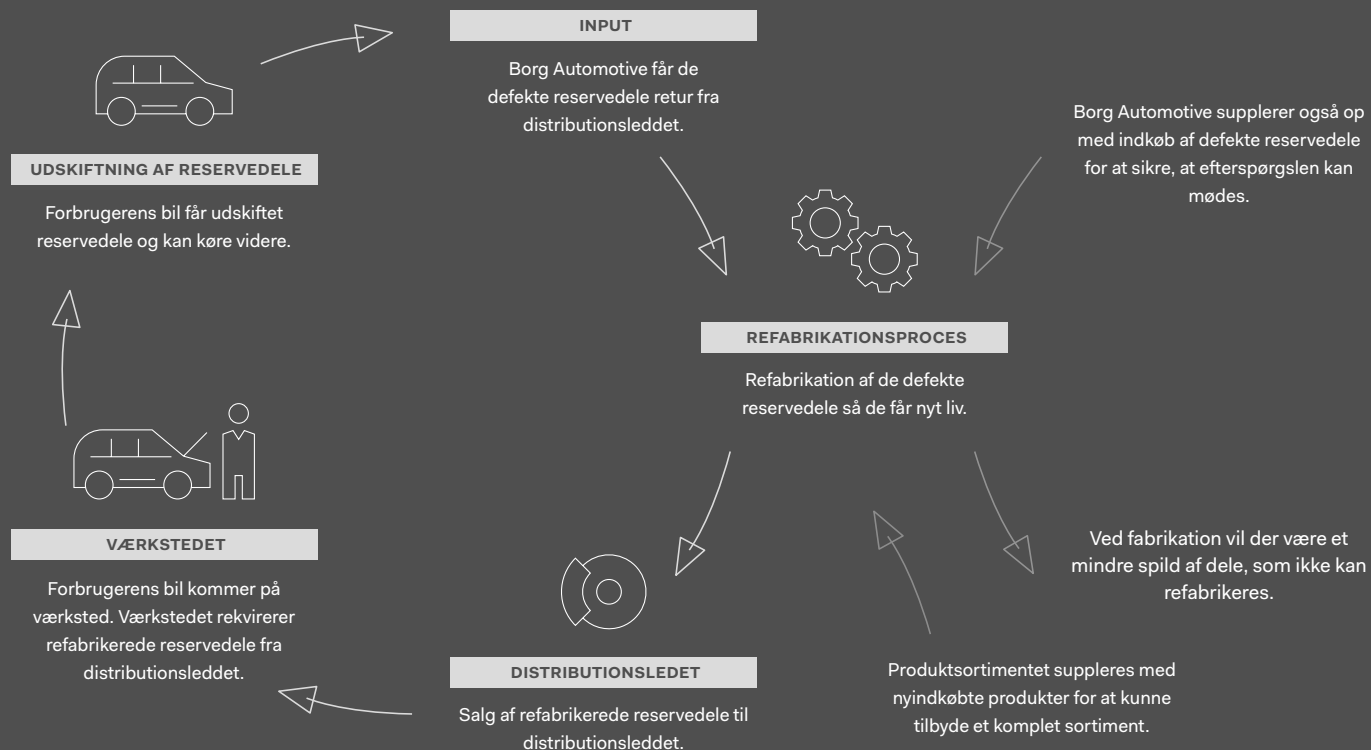 INPUT
Borg Automotive får de
defekte reservedele retur fra
distributionsleddet.
Borg Automotive supplerer også op
med indkøb af defekte reservedele
for at sikre, at efterspørgslen kan
mødes.
UDSKIFTNING AF RESERVEDELE
Forbrugerens bil får udskiftet
reservedele og kan køre videre.
REFABRIKATIONSPROCES
Refabrikation af de defekte
reservedele så de får nyt liv.
VÆRKSTEDET
Forbrugerens bil kommer på
værksted. Værkstedet rekvirerer
refabrikerede reservedele fra
distributionsleddet.
Ved fabrikation vil der være et
mindre spild af dele, som ikke kan
refabrikeres.
DISTRIBUTIONSLEDET
Salg af refabrikerede reservedele til
distributionsleddet.
Produktsortimentet suppleres med
nyindkøbte produkter for at kunne
tilbyde et komplet sortiment.